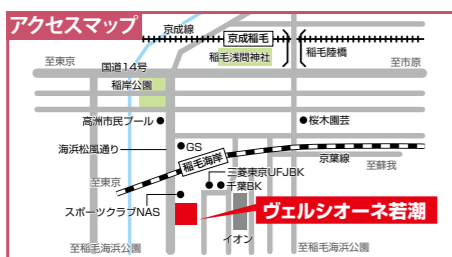 アクセスマップ
京成線
京成稲毛
稲毛浅間神社
稲毛陸橋
至東京
国道14号
至市原
稲岸公園
高洲市民プール
桜木園芸
海浜松風通り
GS
稲毛海岸
京葉線
至蘇我
三菱東京UFJBK
千葉BK
至東京
スポーツクラブNAS
ヴェルシオーネ若潮
イオン
至稲毛海浜公園
至稲毛海浜公園